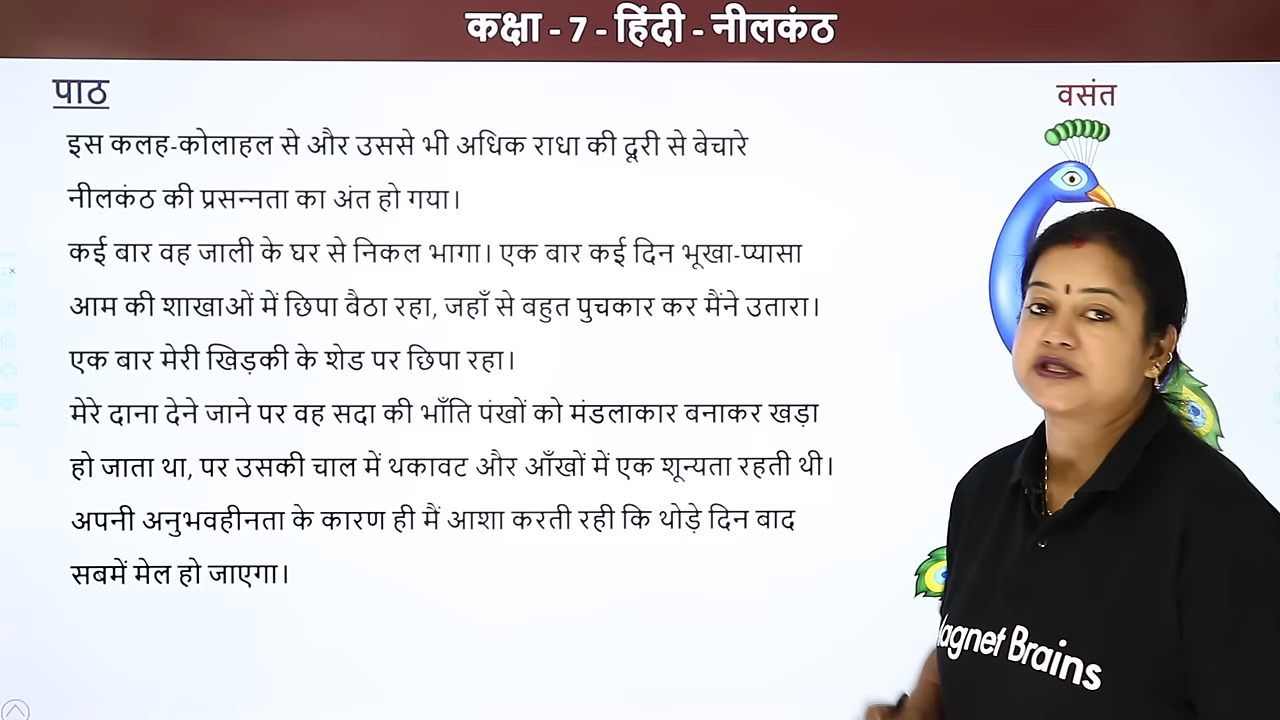 कक्षा - 7 - हिंदी - नीलकंठ
पाठ
वसंत
इस कलह-कोलाहल से और उससे भी अधिक राधा की दूरी से बेचारे
नीलकंठ की प्रसन्नता का अंत हो गया।
कई बार वह जाली के घर से निकल भागा। एक बार कई दिन भूखा-प्यासा
आम की शाखाओं में छिपा बैठा रहा, जहाँ से बहुत पुचकार कर मैंने उतारा।
एक बार मेरी खिड़की के शेड पर छिपा रहा।
मेरे दाना देने जाने पर वह सदा की भाँति पंखों को मंडलाकार बनाकर खड़ा
हो जाता था, पर उसकी चाल में थकावट और आँखों में एक शून्यता रहती थी।
अपनी अनुभवहीनता के कारण ही मैं आशा करती रही कि थोड़े दिन बाद
सबमें मेल हो जाएगा।
agnet Brains